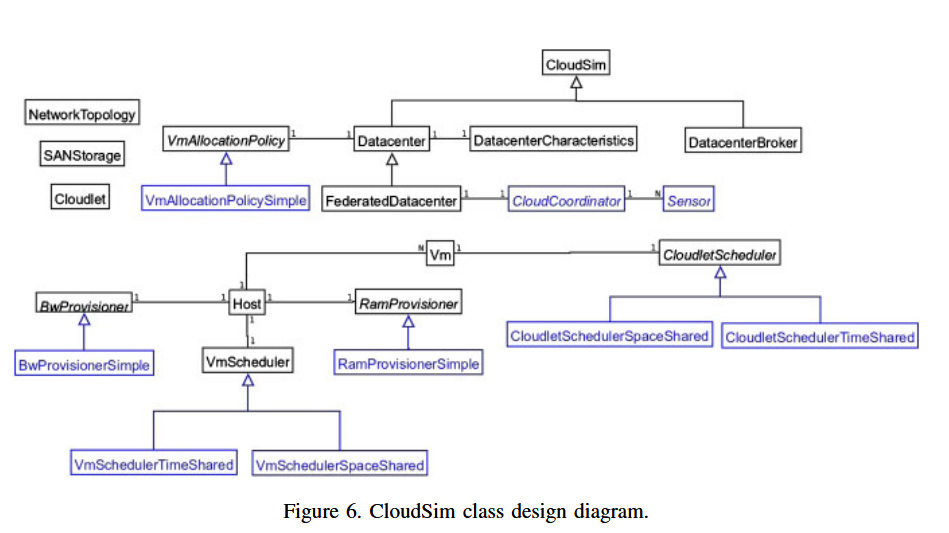 CloudSim
NetworkTopology
VmAllocationPolicy
1
1
Datacenter
1
1
DatacenterCharacteristics
DatacenterBroker
SANStorage
Cloudlet
VmAllocationPolicySimple
FederatedDatacenter
1
1
CloudCoordinator
1
N
Sensor
N
Vm
1
1
CloudletScheduler
1
BwProvisioner
1
1
Host
1
1
RamProvisioner
1
1
CloudletSchedulerSpaceShared
CloudletSchedulerTimeShared
BwProvisionerSimple
VmScheduler
RamProvisionerSimple
VmSchedulerTimeShared
VmSchedulerSpaceShared
Figure 6. CloudSim class design diagram.